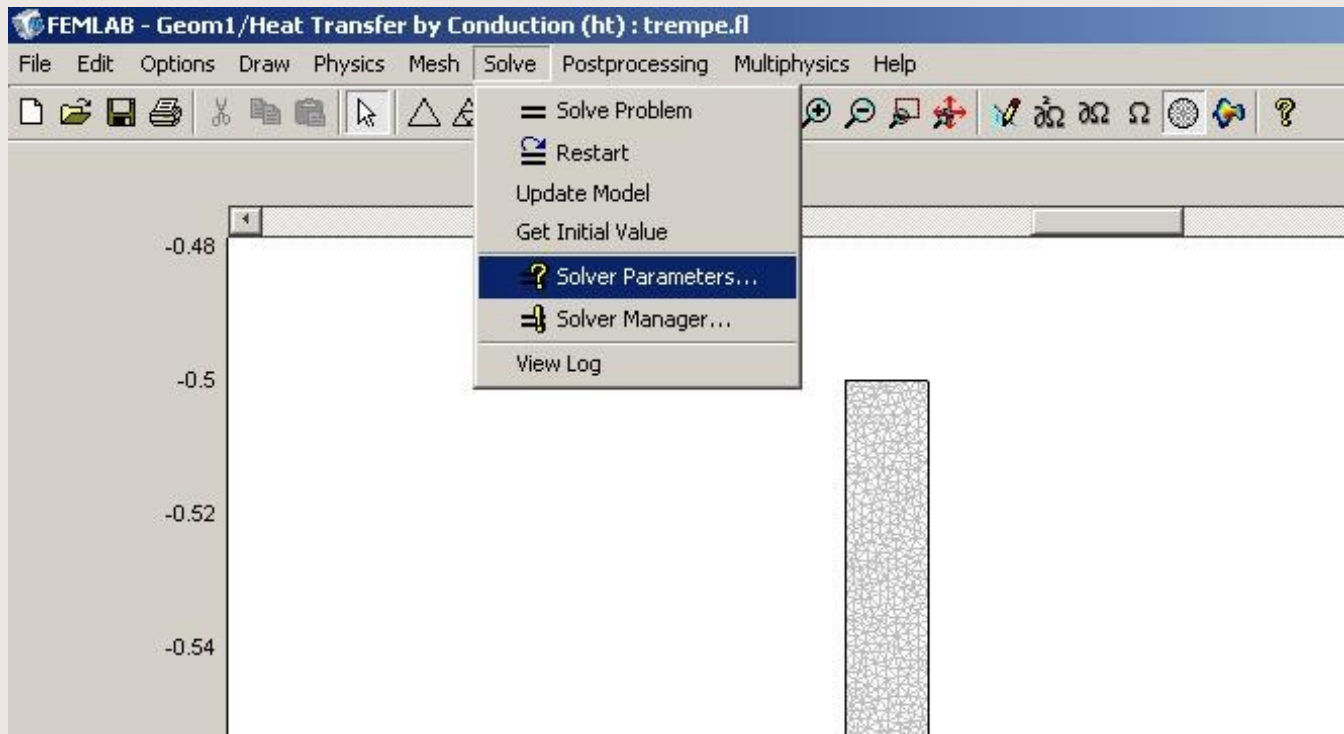 FEMLAB - Geom1/Heat Transfer by Conduction (ht) : trempe.fl
File Edit Options Draw Physics Mesh Solve Postprocessing Multiphysics Help
∂²Ω ∂Ω Ω ?
Solve Problem
Restart
Update Model
Get Initial Value
? Solver Parameters...
Solver Manager...
View Log
-0.48
-0.5
-0.52
-0.54